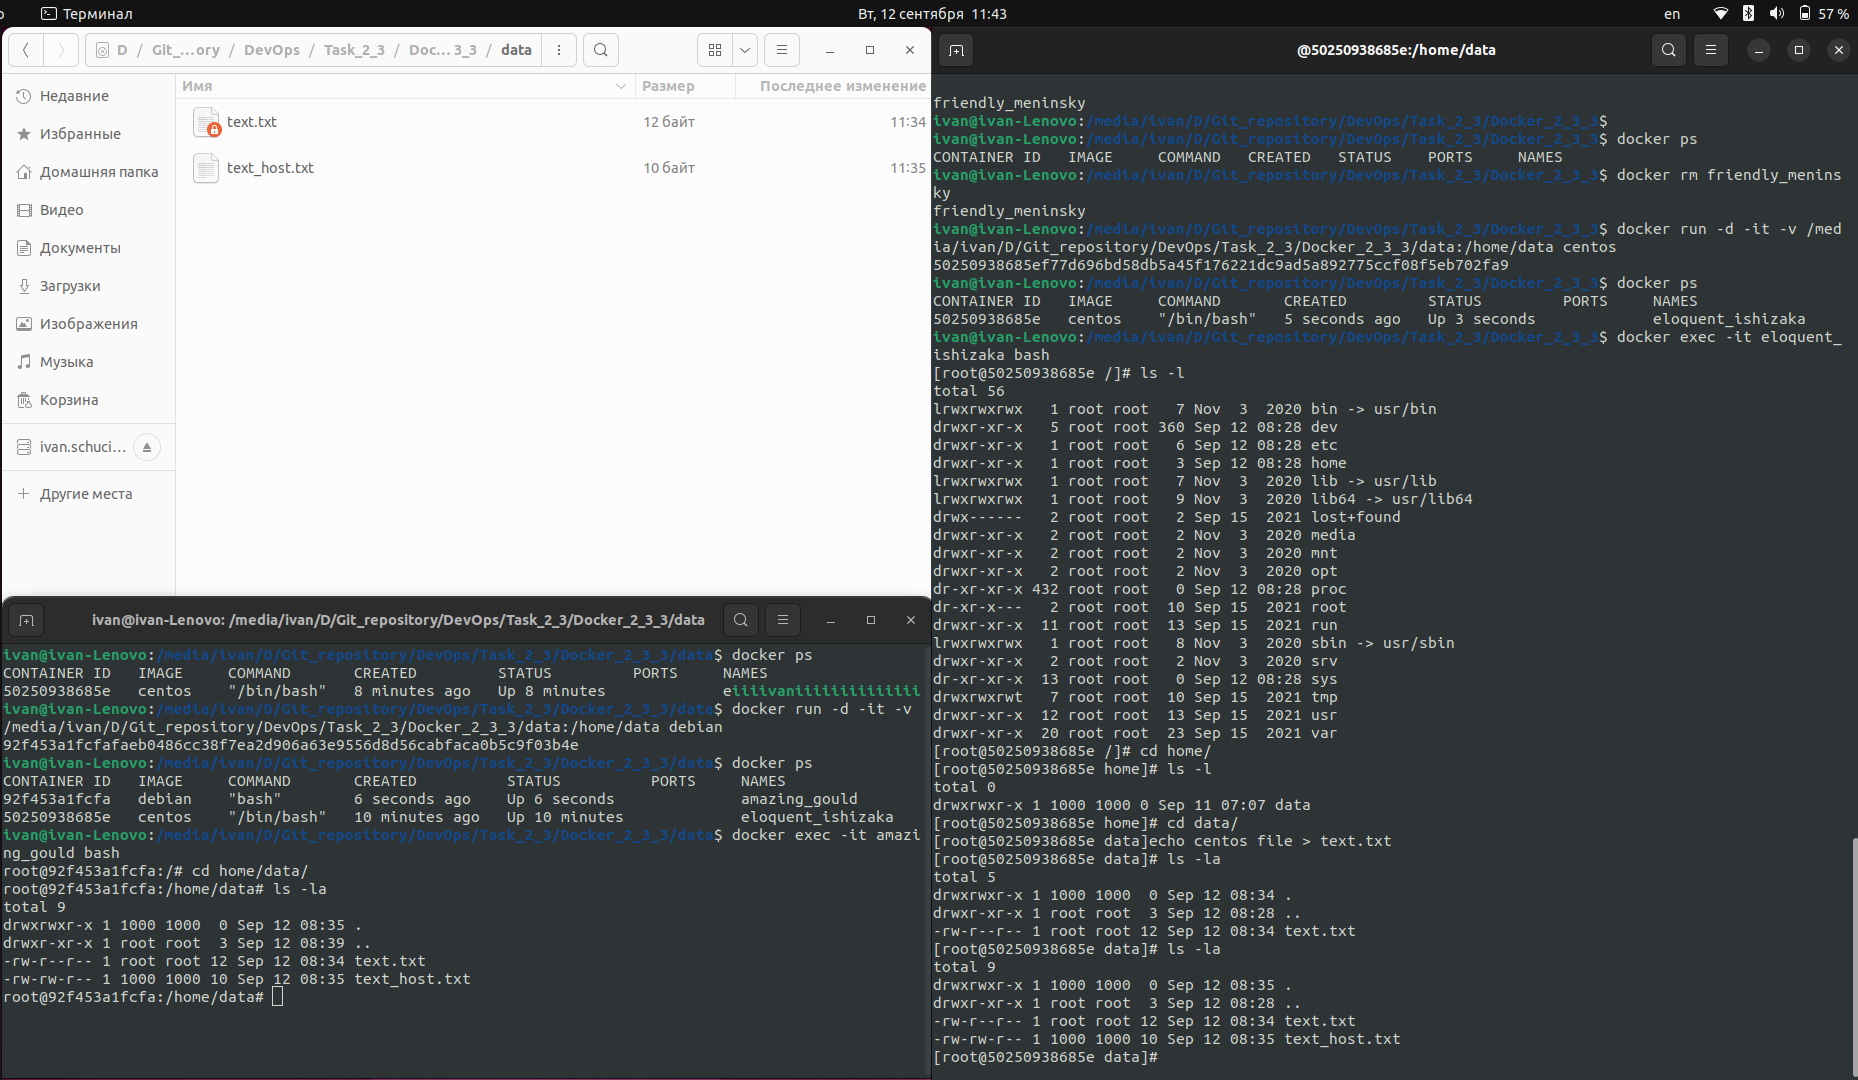 Терминал
Вт, 12 сентября 11:43
en
57 %
D / Git_...ory / DevOps / Task_2_3 / Doc... 3_3 / data
Имя Размер Последнее изменение
text.txt 12 байт 11:34
text_host.txt 10 байт 11:35
Недавние
Избранные
Домашняя папка
Видео
Документы
Загрузки
Изображения
Музыка
Корзина
ivan.schuci...
Другие места
ivan@ivan-Lenovo: /media/ivan/D/Git_repository/DevOps/Task_2_3/Docker_2_3_3/data
ivan@ivan-Lenovo:/media/ivan/D/Git_repository/DevOps/Task_2_3/Docker_2_3_3/data$ docker ps
CONTAINER ID IMAGE COMMAND CREATED STATUS PORTS NAMES
50250938685e centos "/bin/bash" 8 minutes ago Up 8 minutes
ivan@ivan-Lenovo:/media/ivan/D/Git_repository/DevOps/Task_2_3/Docker_2_3_3/data$ docker run -d -it -v
/media/ivan/D/Git_repository/DevOps/Task_2_3/Docker_2_3_3/data:/home/data debian
92f453a1fcfafaeb0486cc38f7ea2d906a63e9556d8d56cabfaca0b5c9f03b4e
ivan@ivan-Lenovo:/media/ivan/D/Git_repository/DevOps/Task_2_3/Docker_2_3_3/data$ docker ps
CONTAINER ID IMAGE COMMAND CREATED STATUS PORTS NAMES
92f453a1fcfa debian "bash" 6 seconds ago Up 6 seconds amazing_gould
50250938685e centos "/bin/bash" 10 minutes ago Up 10 minutes eloquent_ishizaka
ivan@ivan-Lenovo:/media/ivan/D/Git_repository/DevOps/Task_2_3/Docker_2_3_3/data$ docker exec -it amazi
ng_gould bash
root@92f453a1fcfa:/# cd home/data/
root@92f453a1fcfa:/home/data# ls -la
total 9
drwxrwxr-x 1 1000 1000 0 Sep 12 08:35 .
drwxr-xr-x 1 root root 3 Sep 12 08:39 ..
-rw-r--r-- 1 root root 12 Sep 12 08:34 text.txt
-rw-rw-r-- 1 1000 1000 10 Sep 12 08:35 text_host.txt
root@92f453a1fcfa:/home/data#
@50250938685e:/home/data
friendly_meninsky
ivan@ivan-Lenovo:/media/ivan/D/Git_repository/DevOps/Task_2_3/Docker_2_3_3$
ivan@ivan-Lenovo:/media/ivan/D/Git_repository/DevOps/Task_2_3/Docker_2_3_3$ docker ps
CONTAINER ID IMAGE COMMAND CREATED STATUS PORTS NAMES
ivan@ivan-Lenovo:/media/ivan/D/Git_repository/DevOps/Task_2_3/Docker_2_3_3$ docker rm friendly_menins
ky
friendly_meninsky
ivan@ivan-Lenovo:/media/ivan/D/Git_repository/DevOps/Task_2_3/Docker_2_3_3$ docker run -d -it -v /med
ia/ivan/D/Git_repository/DevOps/Task_2_3/Docker_2_3_3/data:/home/data centos
50250938685ef77d696bd58db5a45f176221dc9ad5a892775ccf08f5eb702fa9
ivan@ivan-Lenovo:/media/ivan/D/Git_repository/DevOps/Task_2_3/Docker_2_3_3$ docker ps
CONTAINER ID IMAGE COMMAND CREATED STATUS PORTS NAMES
50250938685e centos "/bin/bash" 5 seconds ago Up 3 seconds eloquent_ishizaka
ivan@ivan-Lenovo:/media/ivan/D/Git_repository/DevOps/Task_2_3/Docker_2_3_3$ docker exec -it eloquent_
ishizaka bash
[root@50250938685e /]# ls -l
total 56
lrwxrwxrwx 1 root root 7 Nov 3 2020 bin -> usr/bin
drwxr-xr-x 5 root root 360 Sep 12 08:28 dev
drwxr-xr-x 1 root root 6 Sep 12 08:28 etc
drwxr-xr-x 1 root root 3 Sep 12 08:28 home
lrwxrwxrwx 1 root root 7 Nov 3 2020 lib -> usr/lib
lrwxrwxrwx 1 root root 9 Nov 3 2020 lib64 -> usr/lib64
drwx------ 2 root root 2 Sep 15 2021 lost+found
drwxr-xr-x 2 root root 2 Nov 3 2020 media
drwxr-xr-x 2 root root 2 Nov 3 2020 mnt
drwxr-xr-x 2 root root 2 Nov 3 2020 opt
dr-xr-xr-x 432 root root 0 Sep 12 08:28 proc
dr-xr-x--- 2 root root 10 Sep 15 2021 root
drwxr-xr-x 11 root root 13 Sep 15 2021 run
lrwxrwxrwx 1 root root 8 Nov 3 2020 sbin -> usr/sbin
drwxr-xr-x 2 root root 2 Nov 3 2020 srv
dr-xr-xr-x 13 root root 0 Sep 12 08:28 sys
drwxrwxrwt 7 root root 10 Sep 15 2021 tmp
drwxr-xr-x 12 root root 13 Sep 15 2021 usr
drwxr-xr-x 20 root root 23 Sep 15 2021 var
[root@50250938685e /]# cd home/
[root@50250938685e home]# ls -l
total 0
drwxrwxr-x 1 1000 1000 0 Sep 11 07:07 data
[root@50250938685e home]# cd data/
[root@50250938685e data]echo centos file > text.txt
[root@50250938685e data]# ls -la
total 5
drwxrwxr-x 1 1000 1000 0 Sep 12 08:34 .
drwxr-xr-x 1 root root 3 Sep 12 08:28 ..
-rw-r--r-- 1 root root 12 Sep 12 08:34 text.txt
[root@50250938685e data]# ls -la
total 9
drwxrwxr-x 1 1000 1000 0 Sep 12 08:35 .
drwxr-xr-x 1 root root 3 Sep 12 08:28 ..
-rw-r--r-- 1 root root 12 Sep 12 08:34 text.txt
-rw-rw-r-- 1 1000 1000 10 Sep 12 08:35 text_host.txt
[root@50250938685e data]#